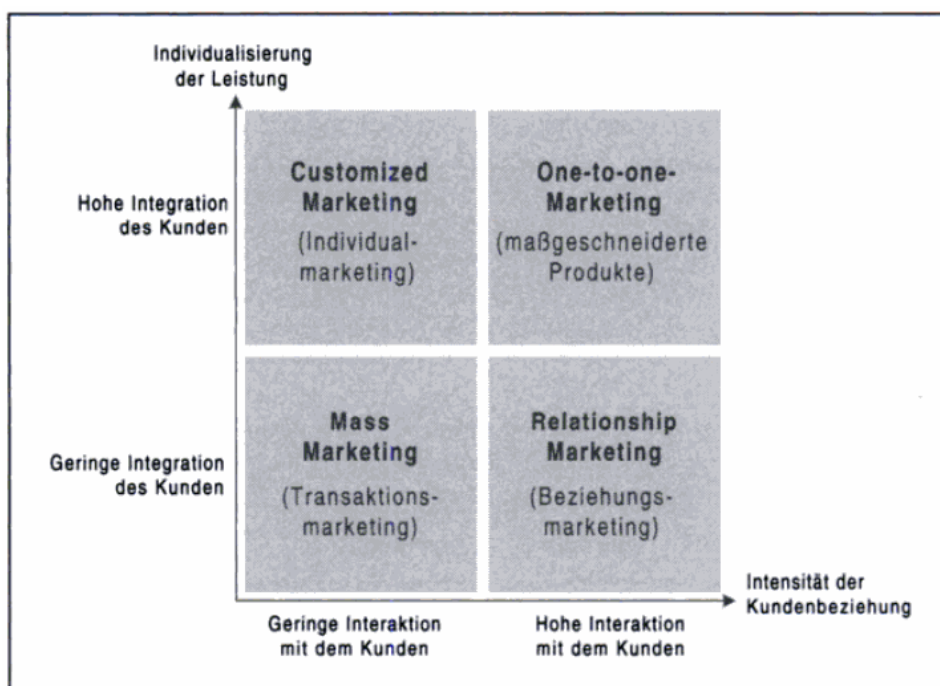 Individualisierung
der Leistung
Hohe Integration
des Kunden
Customized
Marketing
(Individual-
marketing)
One-to-one-
Marketing
(maßgeschneiderte
Produkte)
Geringe Integration
des Kunden
Mass
Marketing
(Transaktions-
marketing)
Relationship
Marketing
(Beziehungs-
marketing)
Intensität der
Kundenbeziehung
Geringe Interaktion
mit dem Kunden
Hohe Interaktion
mit dem Kunden